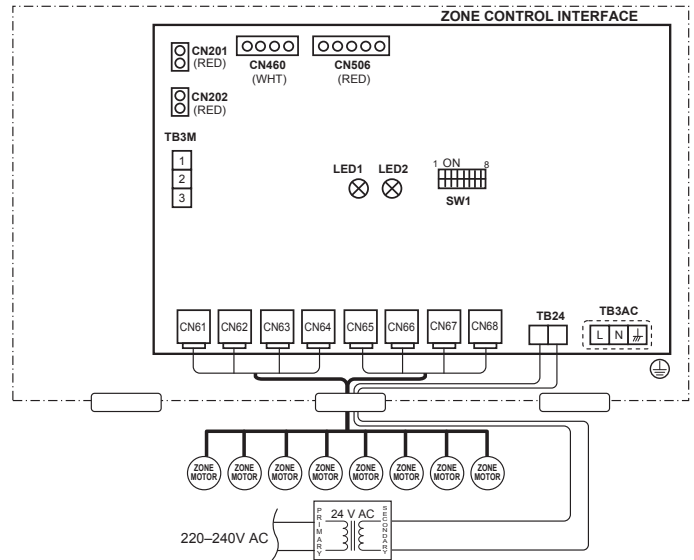 ZONE CONTROL INTERFACE
CN201
(RED)
CN460
(WHT)
CN506
(RED)
CN202
(RED)
TB3M
1
2
3
LED1
LED2
1 ON 8
SW1
CN61
CN62
CN63
CN64
CN65
CN66
CN67
CN68
TB24
TB3AC
L N
ZONE
MOTOR
ZONE
MOTOR
ZONE
MOTOR
ZONE
MOTOR
ZONE
MOTOR
ZONE
MOTOR
ZONE
MOTOR
ZONE
MOTOR
220–240V AC
PRIMARY
24 V AC
SECONDARY